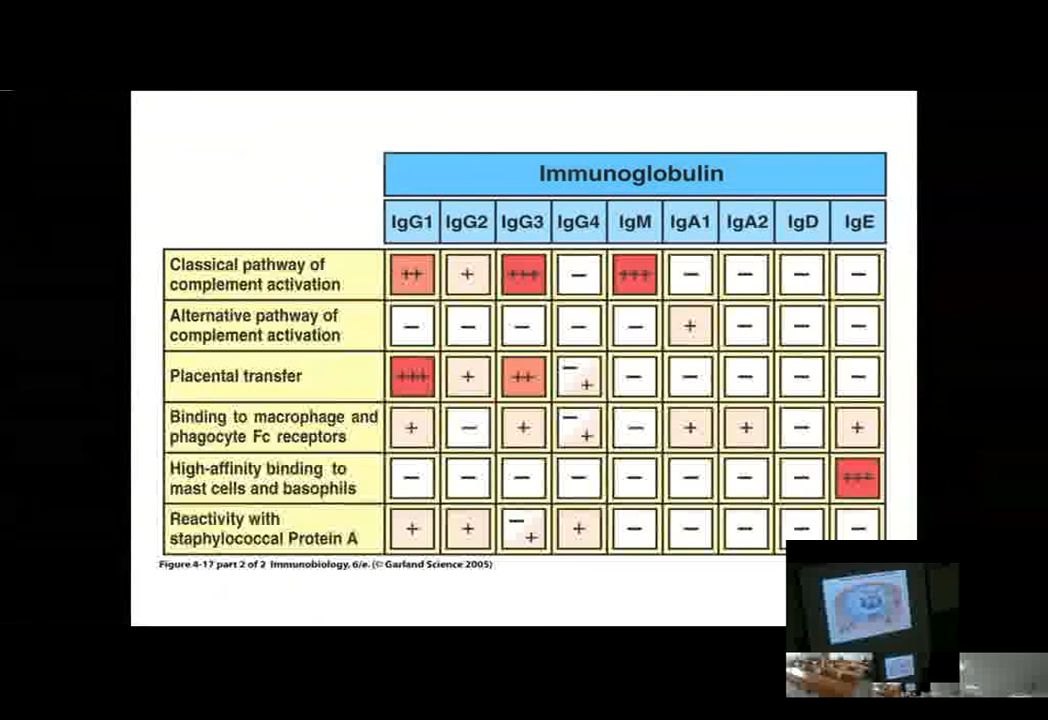 Immunoglobulin
IgG1 IgG2 IgG3 IgG4 IgM IgA1 IgA2 IgD IgE
Classical pathway of
complement activation
++ + +++ – +++ – – – –
Alternative pathway of
complement activation
– – – – – + – – –
Placental transfer
+++ + ++ –+ – – – – –
Binding to macrophage and
phagocyte Fc receptors
+ – + –+ – + + – +
High-affinity binding to
mast cells and basophils
– – – – – – – – +++
Reactivity with
staphylococcal Protein A
+ + –+ + – – – – –
Figure 4-17 part 2 of 2 Immunobiology, 6/e. (© Garland Science 2005)